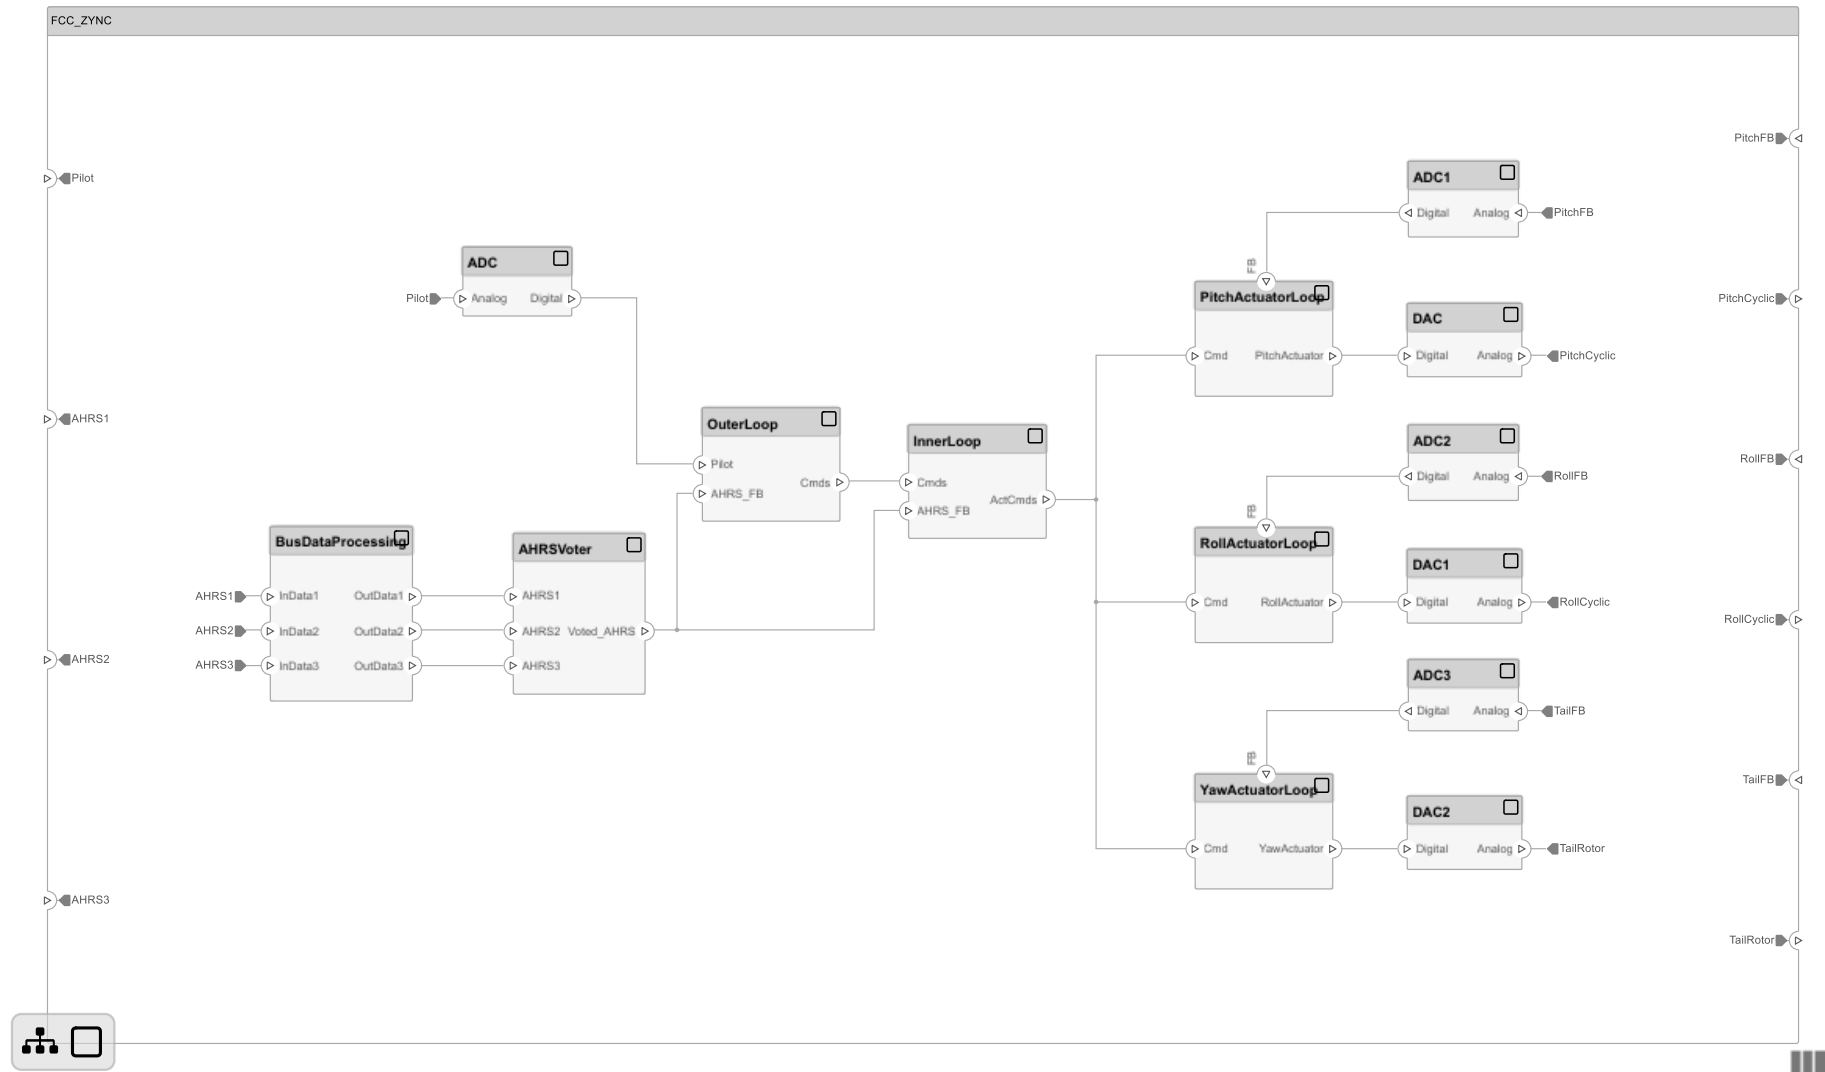 FCC_ZYNC
Pilot
AHRS1
AHRS2
AHRS3
ADC
Pilot
Analog
Digital
BusDataProcessing
AHRS1
InData1
OutData1
AHRS2
InData2
OutData2
AHRS3
InData3
OutData3
AHRSVoter
AHRS1
AHRS2
Voted_AHRS
AHRS3
OuterLoop
Pilot
AHRS_FB
Cmds
InnerLoop
Cmds
AHRS_FB
ActCmds
FB
PitchActuatorLoop
Cmd
PitchActuator
FB
RollActuatorLoop
Cmd
RollActuator
FB
YawActuatorLoop
Cmd
YawActuator
ADC1
Digital
Analog
PitchFB
DAC
Digital
Analog
PitchCyclic
ADC2
Digital
Analog
RollFB
DAC1
Digital
Analog
RollCyclic
ADC3
Digital
Analog
TailFB
DAC2
Digital
Analog
TailRotor
PitchFB
PitchCyclic
RollFB
RollCyclic
TailFB
TailRotor